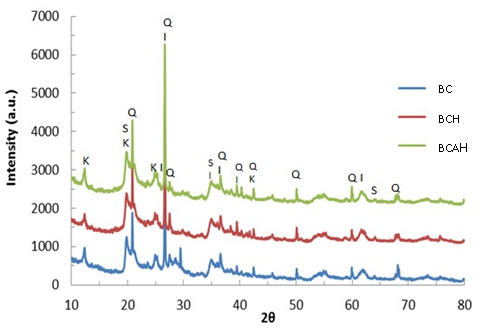 7000
6000
5000
4000
3000
2000
1000
0
Intensity (a.u.)
10 20 30 40 50 60 70 80
2θ
K
S
K
Q
K
I
Q
I
Q
S
I
Q
I
Q
Q
K
Q
Q
I
S
Q
BC
BCH
BCAH